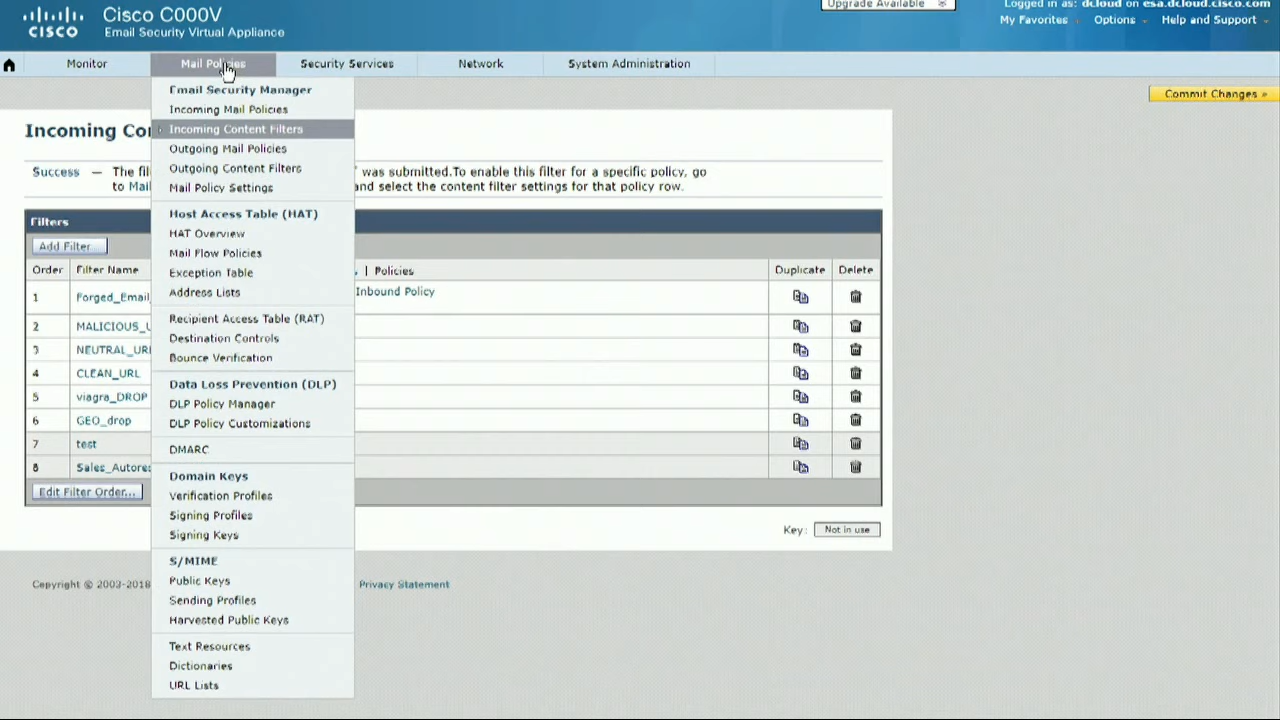 Upgrade Available
Logged in as: dcloud on esa.dcloud.cisco.com
CISCO
Cisco C000V
Email Security Virtual Appliance
My Favorites
Options
Help and Support
Monitor
Mail Policies
Security Services
Network
System Administration
Commit Changes »
Email Security Manager
Incoming Mail Policies
Incoming Content Filters
Outgoing Mail Policies
Outgoing Content Filters
Mail Policy Settings
Host Access Table (HAT)
HAT Overview
Mail Flow Policies
Exception Table
Address Lists
Recipient Access Table (RAT)
Destination Controls
Bounce Verification
Data Loss Prevention (DLP)
DLP Policy Manager
DLP Policy Customizations
DMARC
Domain Keys
Verification Profiles
Signing Profiles
Signing Keys
S/MIME
Public Keys
Sending Profiles
Harvested Public Keys
Text Resources
Dictionaries
URL Lists
Incoming Co
Success — The fil ' was submitted.To enable this filter for a specific policy, go
to Mail and select the content filter settings for that policy row.
Filters
Add Filter...
Order Filter Name | Policies Duplicate Delete
1 Forged_Email_ Inbound Policy
2 MALICIOUS_U
3 NEUTRAL_URL
4 CLEAN_URL
5 viagra_DROP
6 GEO_drop
7 test
8 Sales_Autores
Edit Filter Order...
Key: Not in use
Copyright © 2003-2018 Privacy Statement